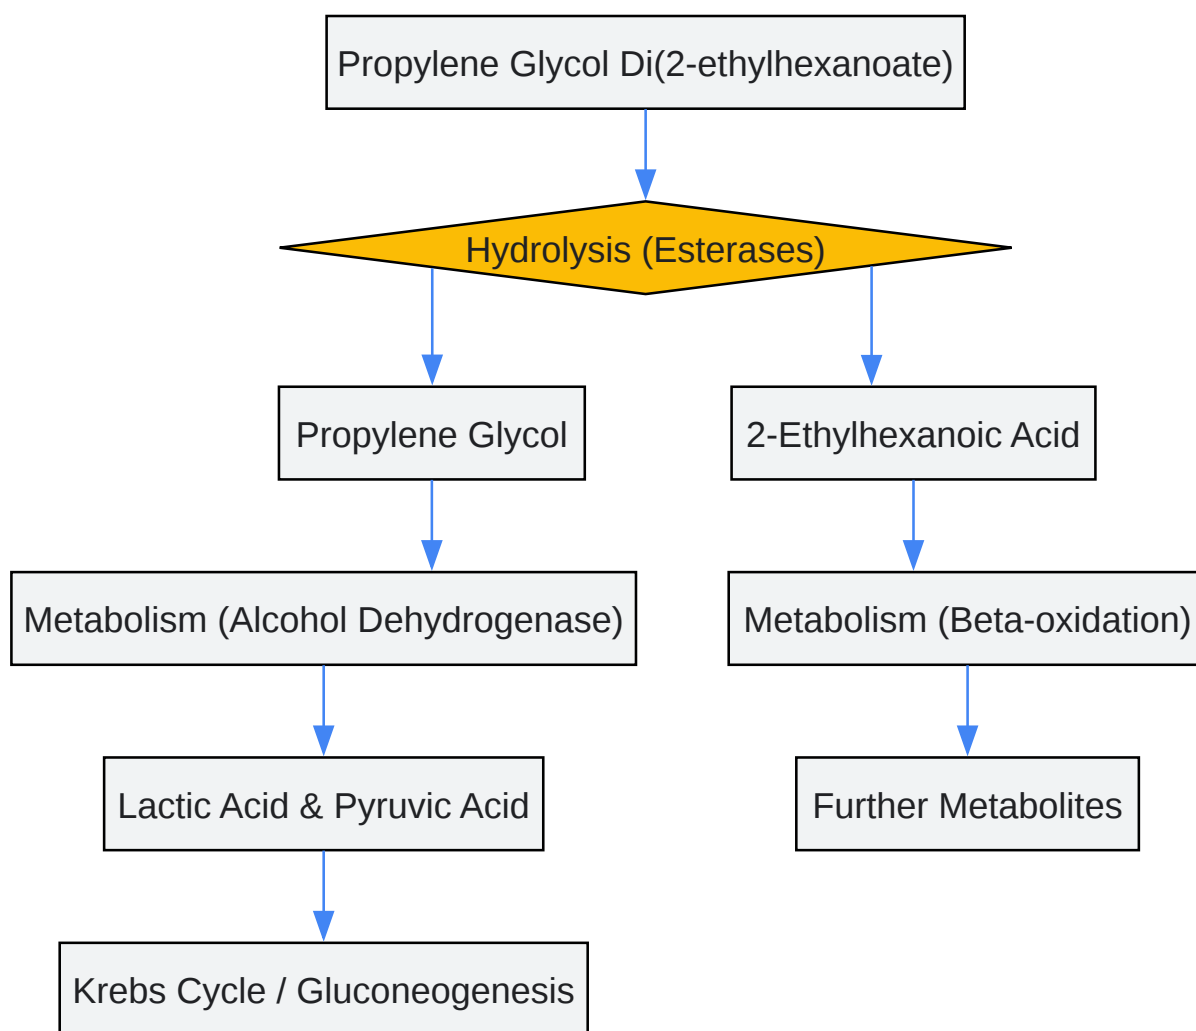 Propylene Glycol Di(2-ethylhexanoate)
Hydrolysis (Esterases)
Propylene Glycol
2-Ethylhexanoic Acid
Metabolism (Alcohol Dehydrogenase)
Metabolism (Beta-oxidation)
Lactic Acid & Pyruvic Acid
Further Metabolites
Krebs Cycle / Gluconeogenesis